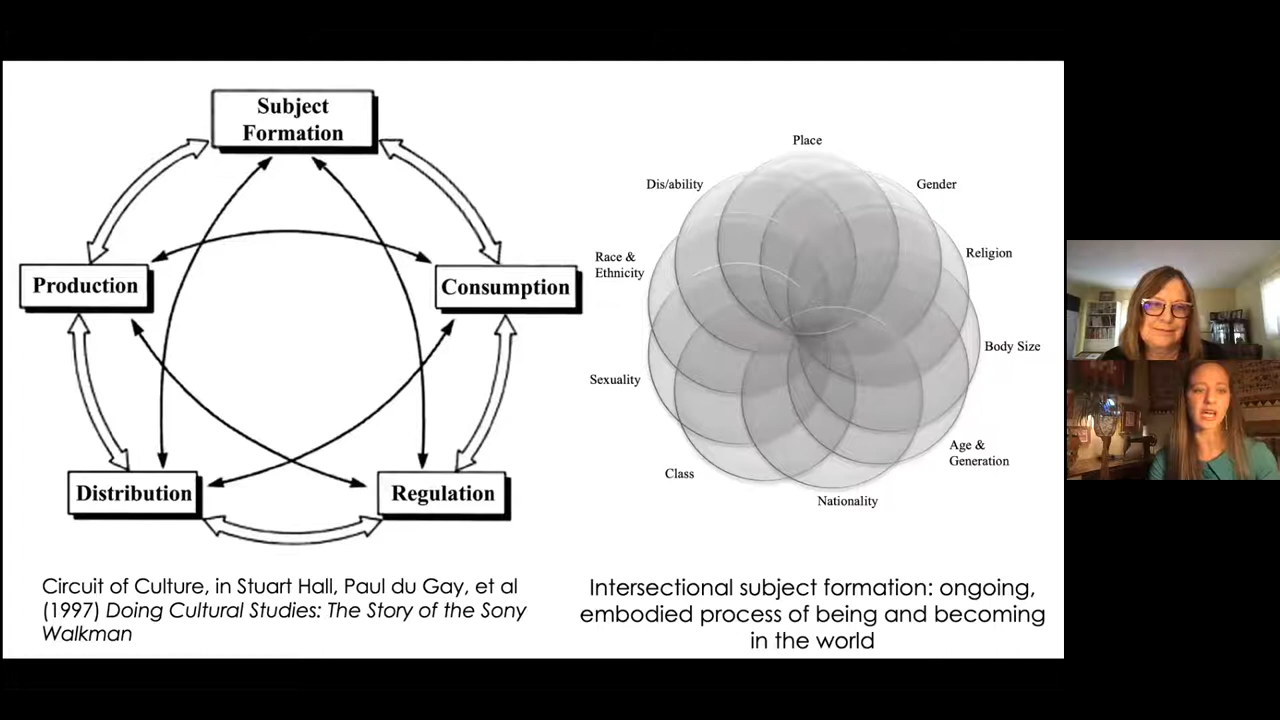 Subject
Formation
Production
Consumption
Distribution
Regulation
Circuit of Culture, in Stuart Hall, Paul du Gay, et al
(1997) Doing Cultural Studies: The Story of the Sony
Walkman
Place
Dis/ability
Gender
Race &
Ethnicity
Religion
Body Size
Sexuality
Age &
Generation
Class
Nationality
Intersectional subject formation: ongoing,
embodied process of being and becoming
in the world